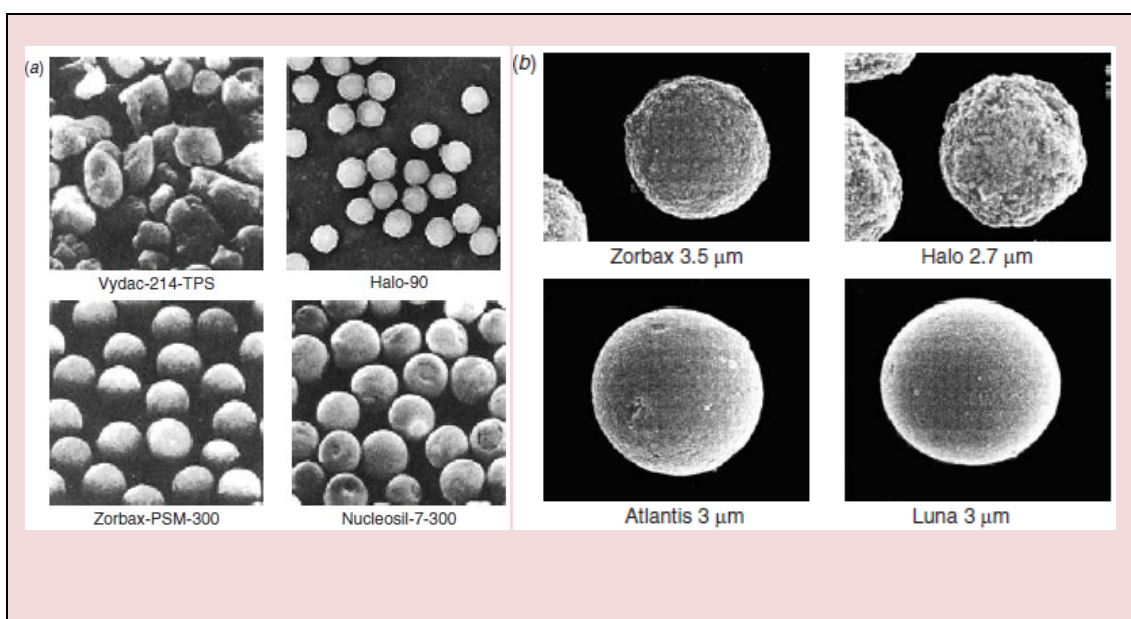 (a)
(b)
Vydac-214-TPS
Halo-90
Zorbax-PSM-300
Nucleosil-7-300
Zorbax 3.5 μm
Halo 2.7 μm
Atlantis 3 μm
Luna 3 μm